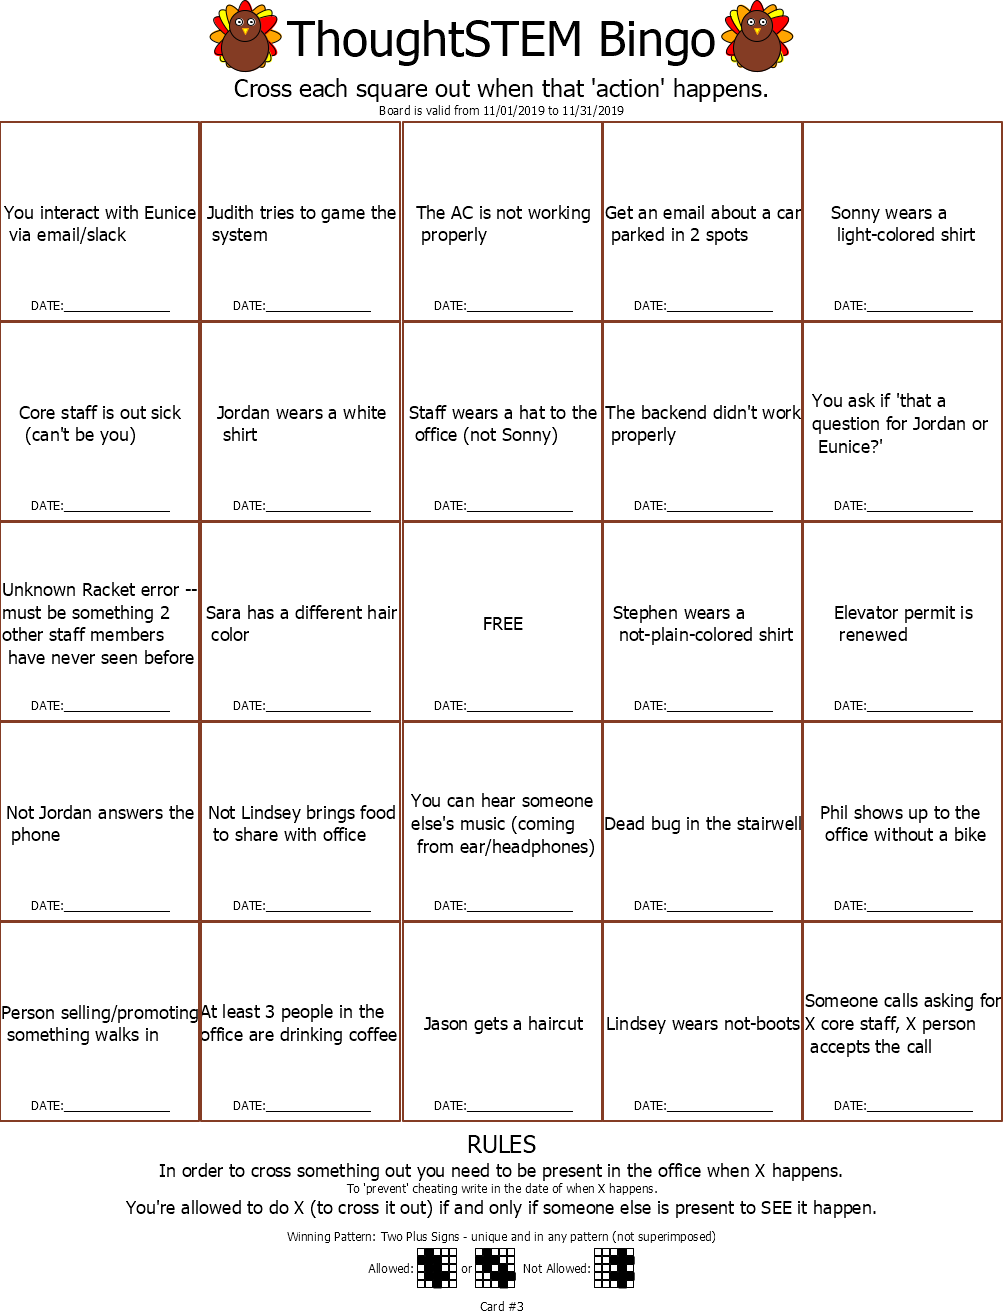 ThoughtSTEM Bingo
Cross each square out when that 'action' happens.
Board is valid from 11/01/2019 to 11/31/2019
You interact with Eunice
via email/slack
DATE:_______________
Judith tries to game the
system
DATE:_______________
The AC is not working
properly
DATE:_______________
Get an email about a car
parked in 2 spots
DATE:_______________
Sonny wears a
light-colored shirt
DATE:_______________
Core staff is out sick
(can't be you)
DATE:_______________
Jordan wears a white
shirt
DATE:_______________
Staff wears a hat to the
office (not Sonny)
DATE:_______________
The backend didn't work
properly
DATE:_______________
You ask if 'that a
question for Jordan or
Eunice?'
DATE:_______________
Unknown Racket error --
must be something 2
other staff members
have never seen before
DATE:_______________
Sara has a different hair
color
DATE:_______________
FREE
DATE:_______________
Stephen wears a
not-plain-colored shirt
DATE:_______________
Elevator permit is
renewed
DATE:_______________
Not Jordan answers the
phone
DATE:_______________
Not Lindsey brings food
to share with office
DATE:_______________
You can hear someone
else's music (coming
from ear/headphones)
DATE:_______________
Dead bug in the stairwell
DATE:_______________
Phil shows up to the
office without a bike
DATE:_______________
Person selling/promoting
something walks in
DATE:_______________
At least 3 people in the
office are drinking coffee
DATE:_______________
Jason gets a haircut
DATE:_______________
Lindsey wears not-boots
DATE:_______________
Someone calls asking for
X core staff, X person
accepts the call
DATE:_______________
RULES
In order to cross something out you need to be present in the office when X happens.
To 'prevent' cheating write in the date of when X happens.
You're allowed to do X (to cross it out) if and only if someone else is present to SEE it happen.
Winning Pattern: Two Plus Signs - unique and in any pattern (not superimposed)
Allowed: or Not Allowed:
Card #3